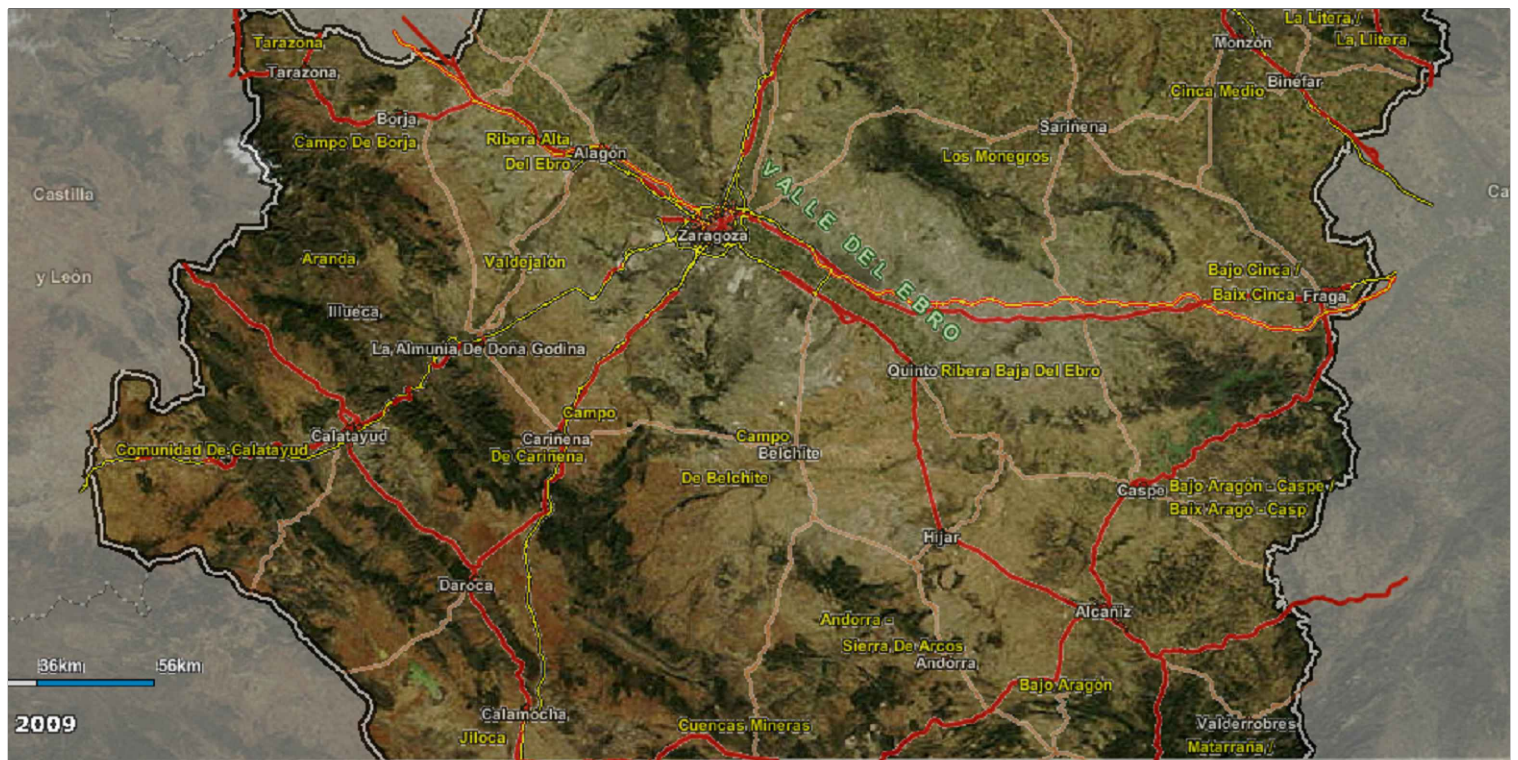 La Litera /
Tarazona
Monzón
La Llitera
Tarazona
Binéfar
Cinca Medio
Borja
Sariñena
Ribera Alta
Campo De Borja
Alagón
Los Monegros
Del Ebro
Castilla
Ca
VALLE DEL EBRO
Zaragoza
Aranda
Valdejalón
Bajo Cinca /
y León
Baix Cinca
Fraga
Illueca
La Almunia De Doña Godina
Quinto
Ribera Baja Del Ebro
Campo
Calatayud
Cariñena
Campo
Comunidad De Calatayud
De Cariñena
Belchite
De Belchite
Caspe
Bajo Aragón - Caspe /
Baix Aragó - Casp
Híjar
Daroca
Alcañiz
Andorra -
Sierra De Arcos
Andorra
36km
56km
Bajo Aragón
Calamocha
2009
Cuencas Mineras
Valderrobres
Jiloca
Matarraña /